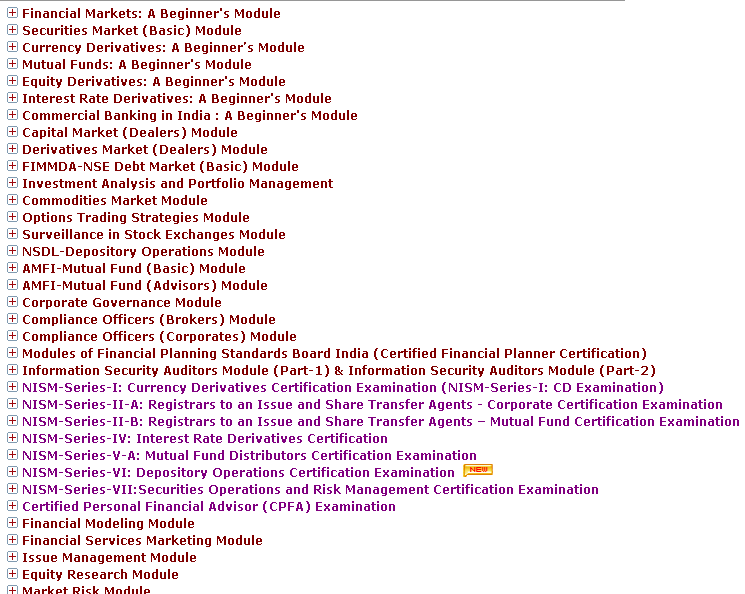 Financial Markets: A Beginner's Module
Securities Market (Basic) Module
Currency Derivatives: A Beginner's Module
Mutual Funds: A Beginner's Module
Equity Derivatives: A Beginner's Module
Interest Rate Derivatives: A Beginner's Module
Commercial Banking in India : A Beginner's Module
Capital Market (Dealers) Module
Derivatives Market (Dealers) Module
FIMMDA-NSE Debt Market (Basic) Module
Investment Analysis and Portfolio Management
Commodities Market Module
Options Trading Strategies Module
Surveillance in Stock Exchanges Module
NSDL-Depository Operations Module
AMFI-Mutual Fund (Basic) Module
AMFI-Mutual Fund (Advisors) Module
Corporate Governance Module
Compliance Officers (Brokers) Module
Compliance Officers (Corporates) Module
Modules of Financial Planning Standards Board India (Certified Financial Planner Certification)
Information Security Auditors Module (Part-1) & Information Security Auditors Module (Part-2)
NISM-Series-I: Currency Derivatives Certification Examination (NISM-Series-I: CD Examination)
NISM-Series-II-A: Registrars to an Issue and Share Transfer Agents - Corporate Certification Examination
NISM-Series-II-B: Registrars to an Issue and Share Transfer Agents – Mutual Fund Certification Examination
NISM-Series-IV: Interest Rate Derivatives Certification
NISM-Series-V-A: Mutual Fund Distributors Certification Examination
NISM-Series-VI: Depository Operations Certification Examination NEW
NISM-Series-VII:Securities Operations and Risk Management Certification Examination
Certified Personal Financial Advisor (CPFA) Examination
Financial Modeling Module
Financial Services Marketing Module
Issue Management Module
Equity Research Module
Market Risk Module